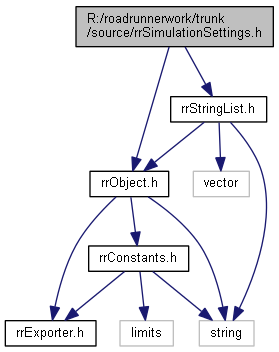 R:/roadrunnerwork/trunk
/source/rrSimulationSettings.h
rrStringList.h
rrObject.h
vector
rrConstants.h
rrExporter.h
limits
string